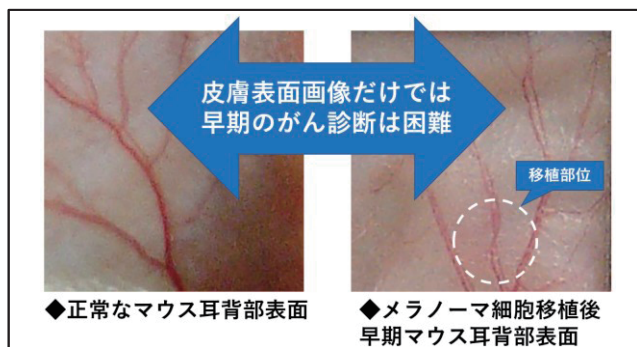 皮膚表面画像だけでは
早期のがん診断は困難
移植部位
◆正常なマウス耳背部表面
◆メラノーマ細胞移植後
早期マウス耳背部表面